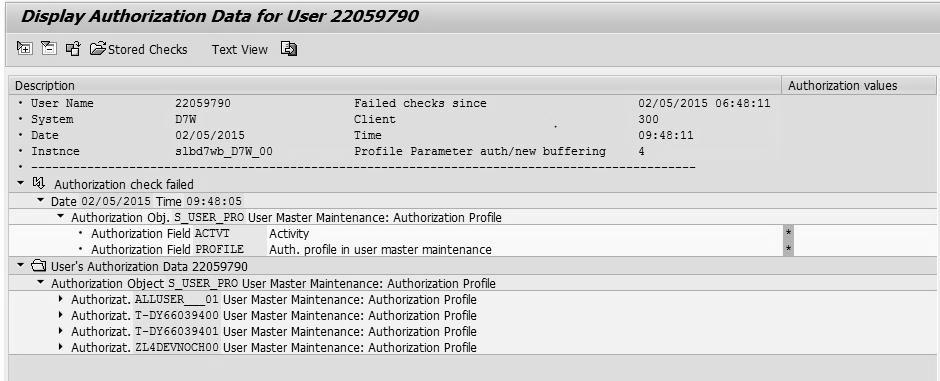 Display Authorization Data for User 22059790
Stored Checks Text View
Description Authorization values
User Name 22059790 Failed checks since 02/05/2015 06:48:11
System D7W Client 300
Date 02/05/2015 Time 09:48:11
Instnce slbd7wb_D7W_00 Profile Parameter auth/new buffering 4
Authorization check failed
Date 02/05/2015 Time 09:48:05
Authorization Obj. S_USER_PRO User Master Maintenance: Authorization Profile
Authorization Field ACTVT Activity *
Authorization Field PROFILE Auth. profile in user master maintenance *
User's Authorization Data 22059790
Authorization Object S_USER_PRO User Master Maintenance: Authorization Profile
Authorizat. ALLUSER___01 User Master Maintenance: Authorization Profile
Authorizat. T-DY66039400 User Master Maintenance: Authorization Profile
Authorizat. T-DY66039401 User Master Maintenance: Authorization Profile
Authorizat. ZL4DEVNOCH00 User Master Maintenance: Authorization Profile